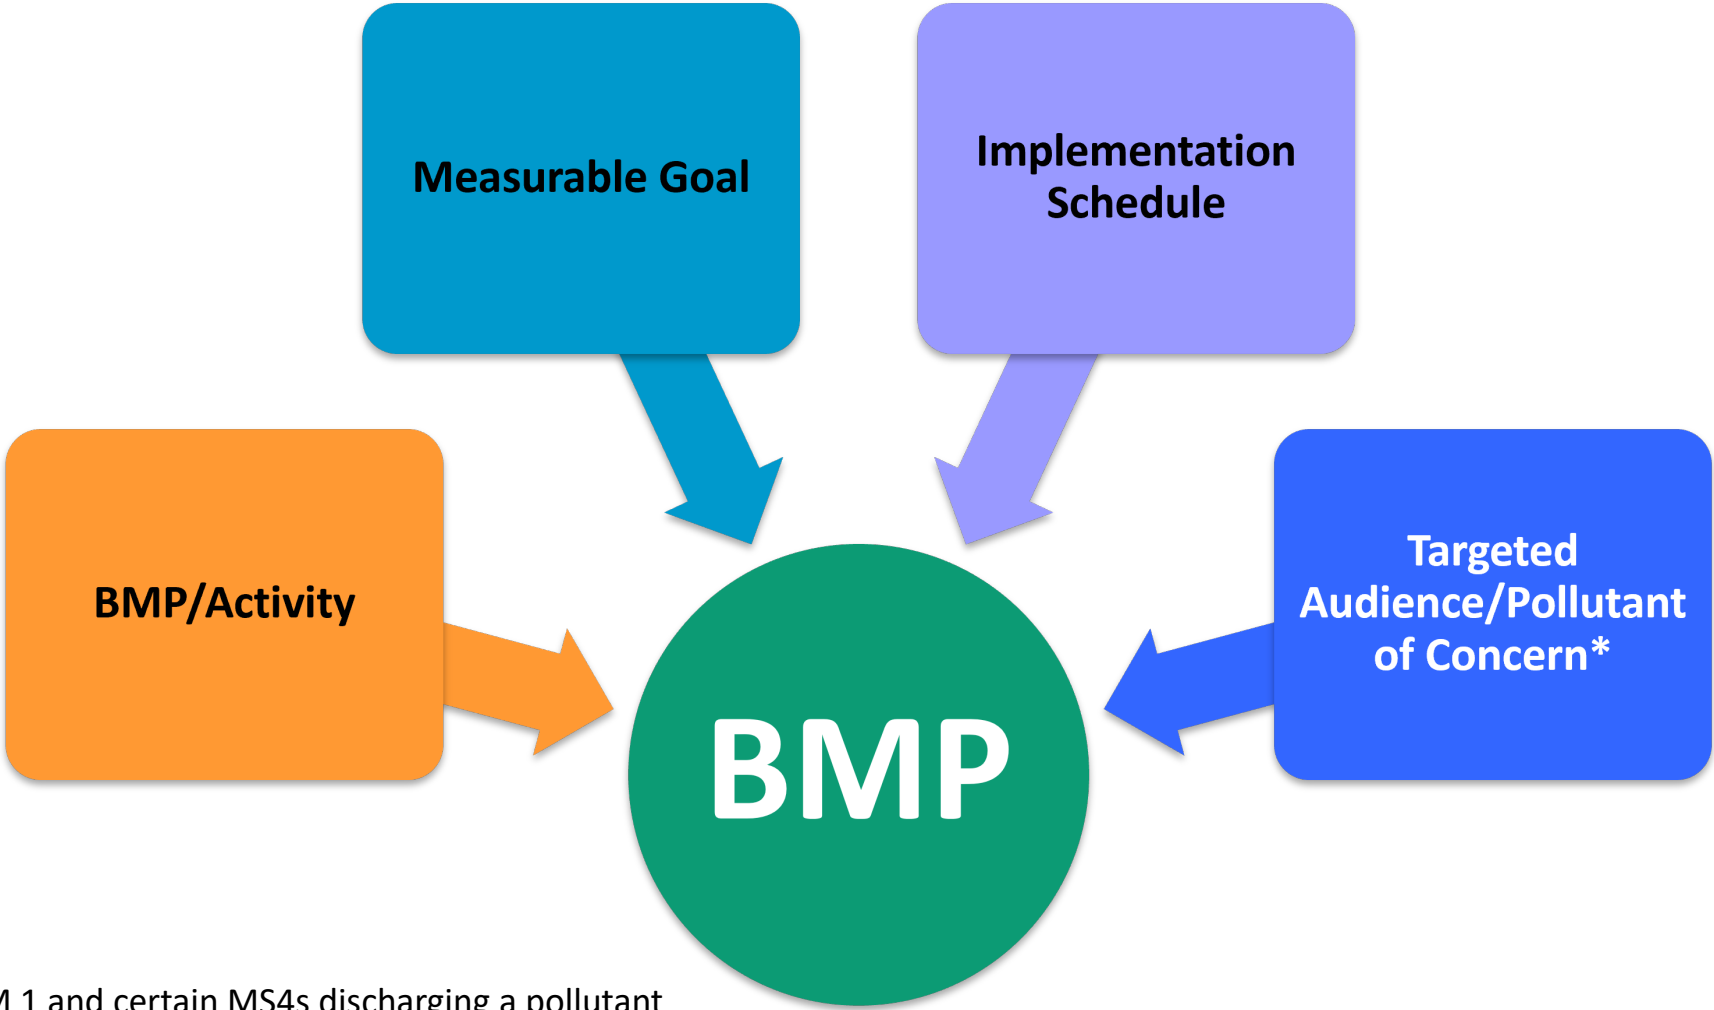 Measurable Goal
Implementation
Schedule
BMP/Activity
Targeted
Audience/Pollutant
of Concern*
BMP
1 and certain MS4s discharging a pollutant